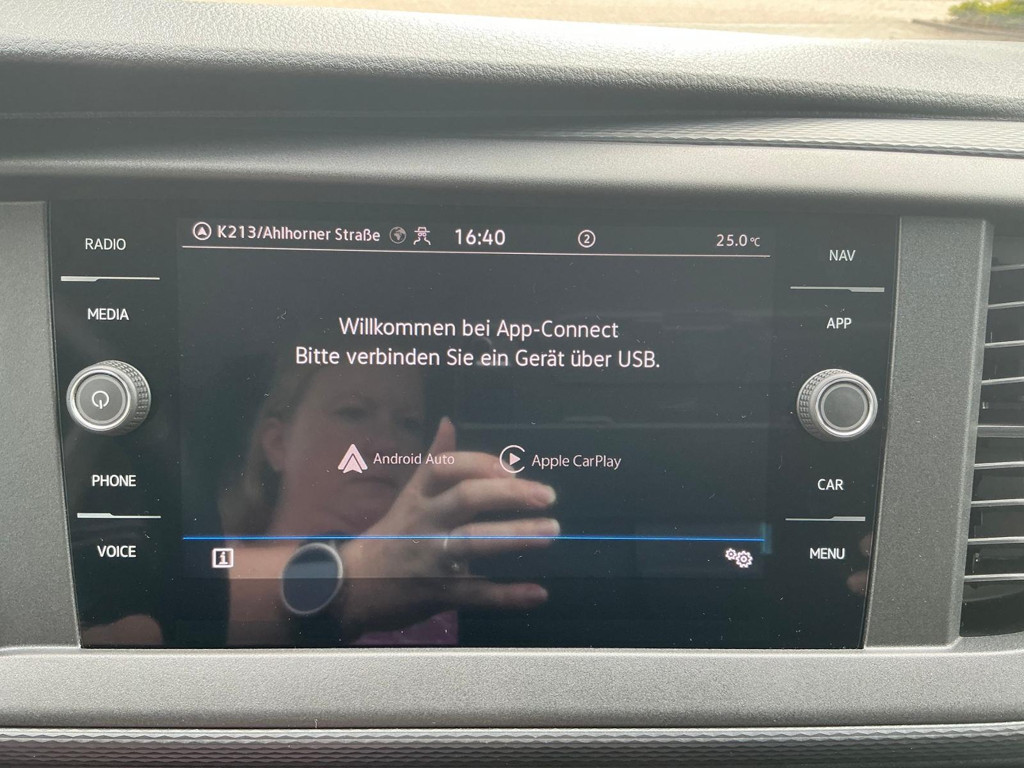 RADIO
MEDIA
PHONE
VOICE
K213/Ahlhorner Straße 16:40 2 25.0°C
Willkommen bei App-Connect
Bitte verbinden Sie ein Gerät über USB.
Android Auto Apple CarPlay
i
NAV
APP
CAR
MENU